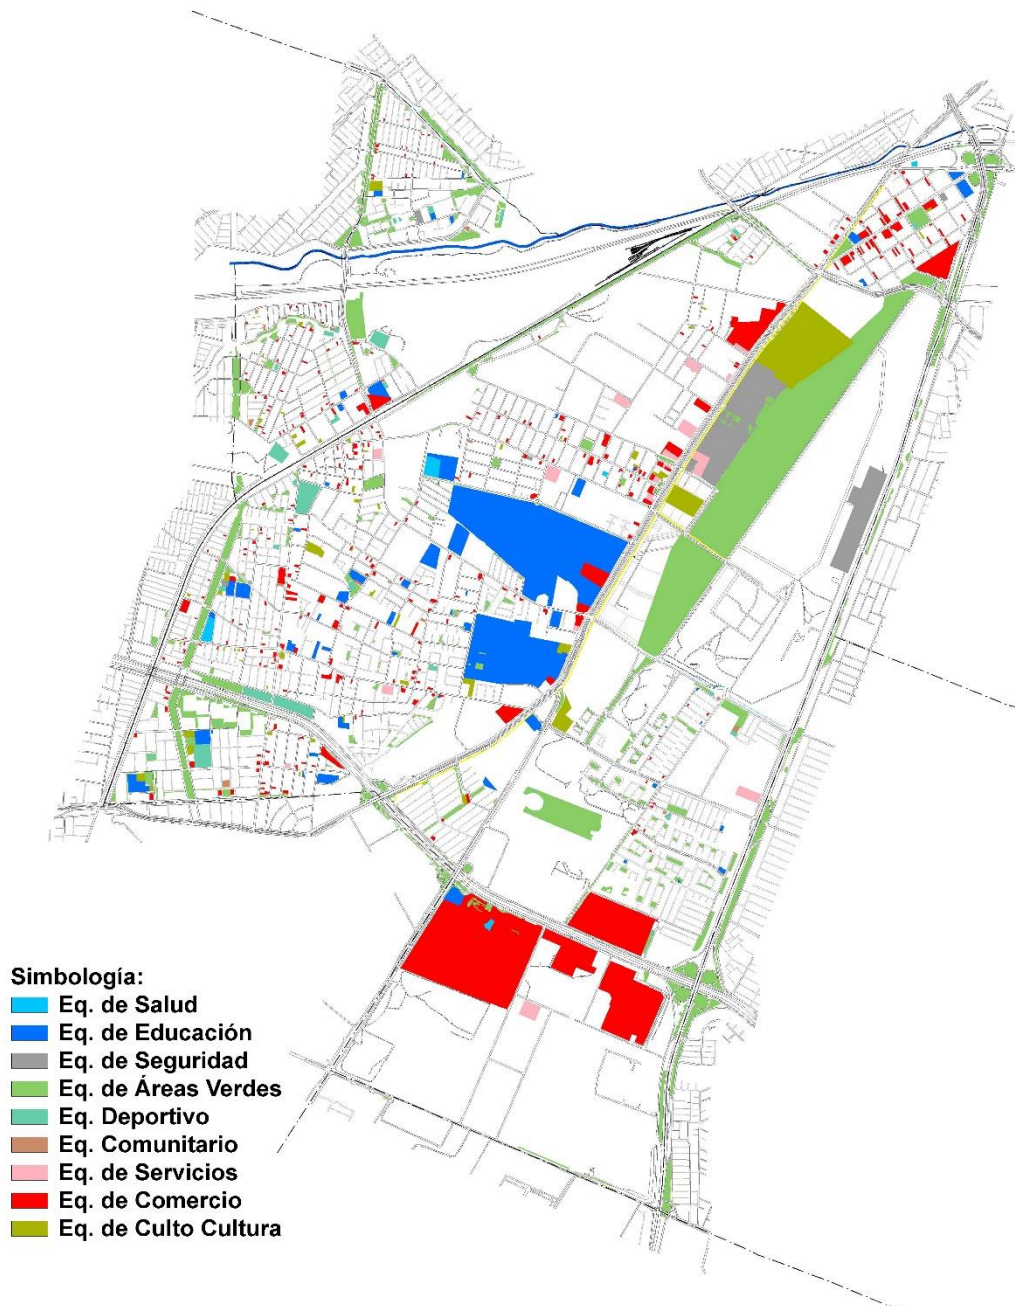 Simbología:
Eq. de Salud
Eq. de Educación
Eq. de Seguridad
Eq. de Áreas Verdes
Eq. Deportivo
Eq. Comunitario
Eq. de Servicios
Eq. de Comercio
Eq. de Culto Cultura